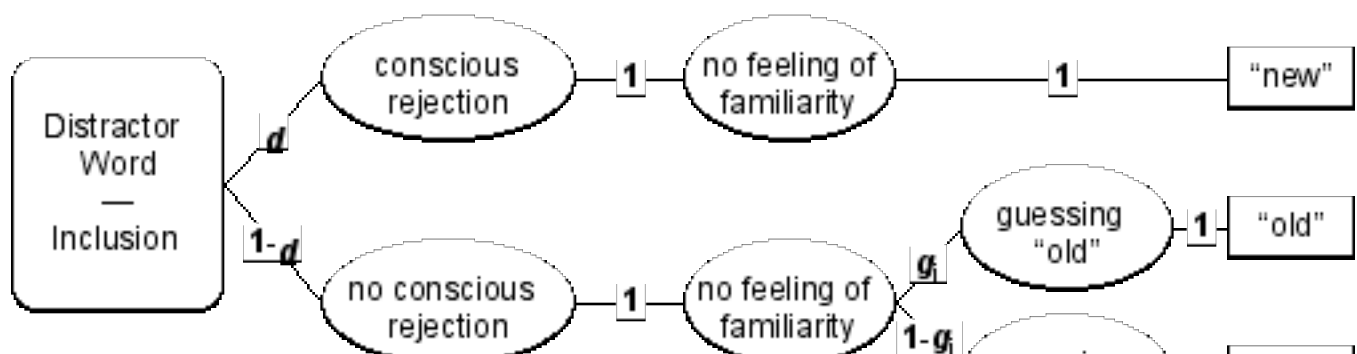 Distractor
Word
—
Inclusion
d
1-d
conscious
rejection
1
no feeling of
familiarity
1
“new”
no conscious
rejection
1
no feeling of
familiarity
gi
1-gi
guessing
“old”
1
“old”